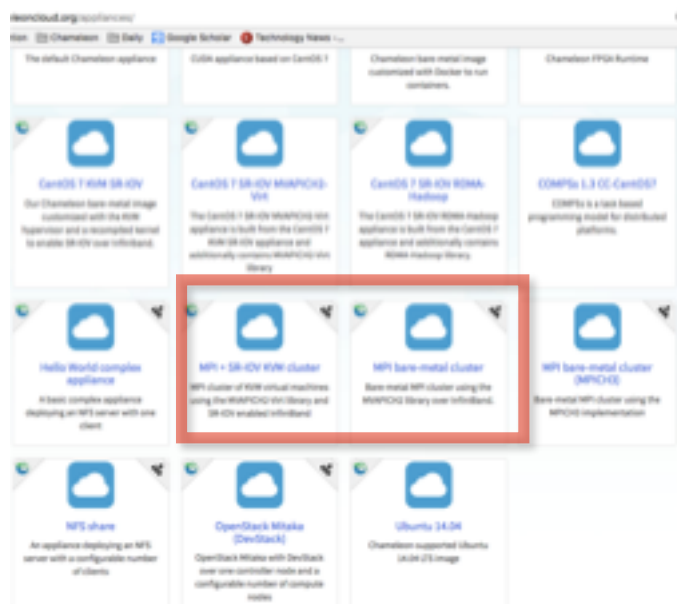 leoncloud.org/appliances/
Chameleon Daily Google Scholar Technology News
The default Chameleon appliance
CUDA appliance based on CentOS 7
Chameleon bare metal image
customized with Docker to run
containers.
Chameleon FPGA Runtime
CentOS 7 KVM SR-IOV
Our Chameleon bare metal image
customized with the KVM
hypervisor and a recompiled kernel
to enable SR-IOV over Infiniband.
CentOS 7 SR-IOV MVAPICH2-
Virt
The CentOS 7 SR-IOV MVAPICH2-Virt
appliance is built from the CentOS 7
KVM SR-IOV appliance and
additionally contains MVAPICH2-Virt
library
CentOS 7 SR-IOV RDMA-
Hadoop
The CentOS 7 SR-IOV RDMA-Hadoop
appliance is built from the CentOS 7
appliance and additionally contains
RDMA-Hadoop library.
COMPSs 1.3 CC-CentOS7
COMPSs is a task based
programming model for distributed
platforms.
Hello World complex
appliance
A basic complex appliance
deploying an NFS server with one
client
MPI + SR-IOV KVM cluster
MPI cluster of KVM virtual machines
using the MVAPICH2-Virt library and
SR-IOV enabled InfiniBand
MPI bare-metal cluster
Bare metal MPI cluster using the
MVAPICH2 library over InfiniBand.
MPI bare-metal cluster
(MPICH3)
Bare metal MPI cluster using the
MPICH3 implementation
NFS share
An appliance deploying an NFS
server with a configurable number
of clients
OpenStack Mitaka
(DevStack)
OpenStack Mitaka with DevStack
over one controller node and a
configurable number of compute
nodes
Ubuntu 14.04
Chameleon supported Ubuntu
14.04 LTS image